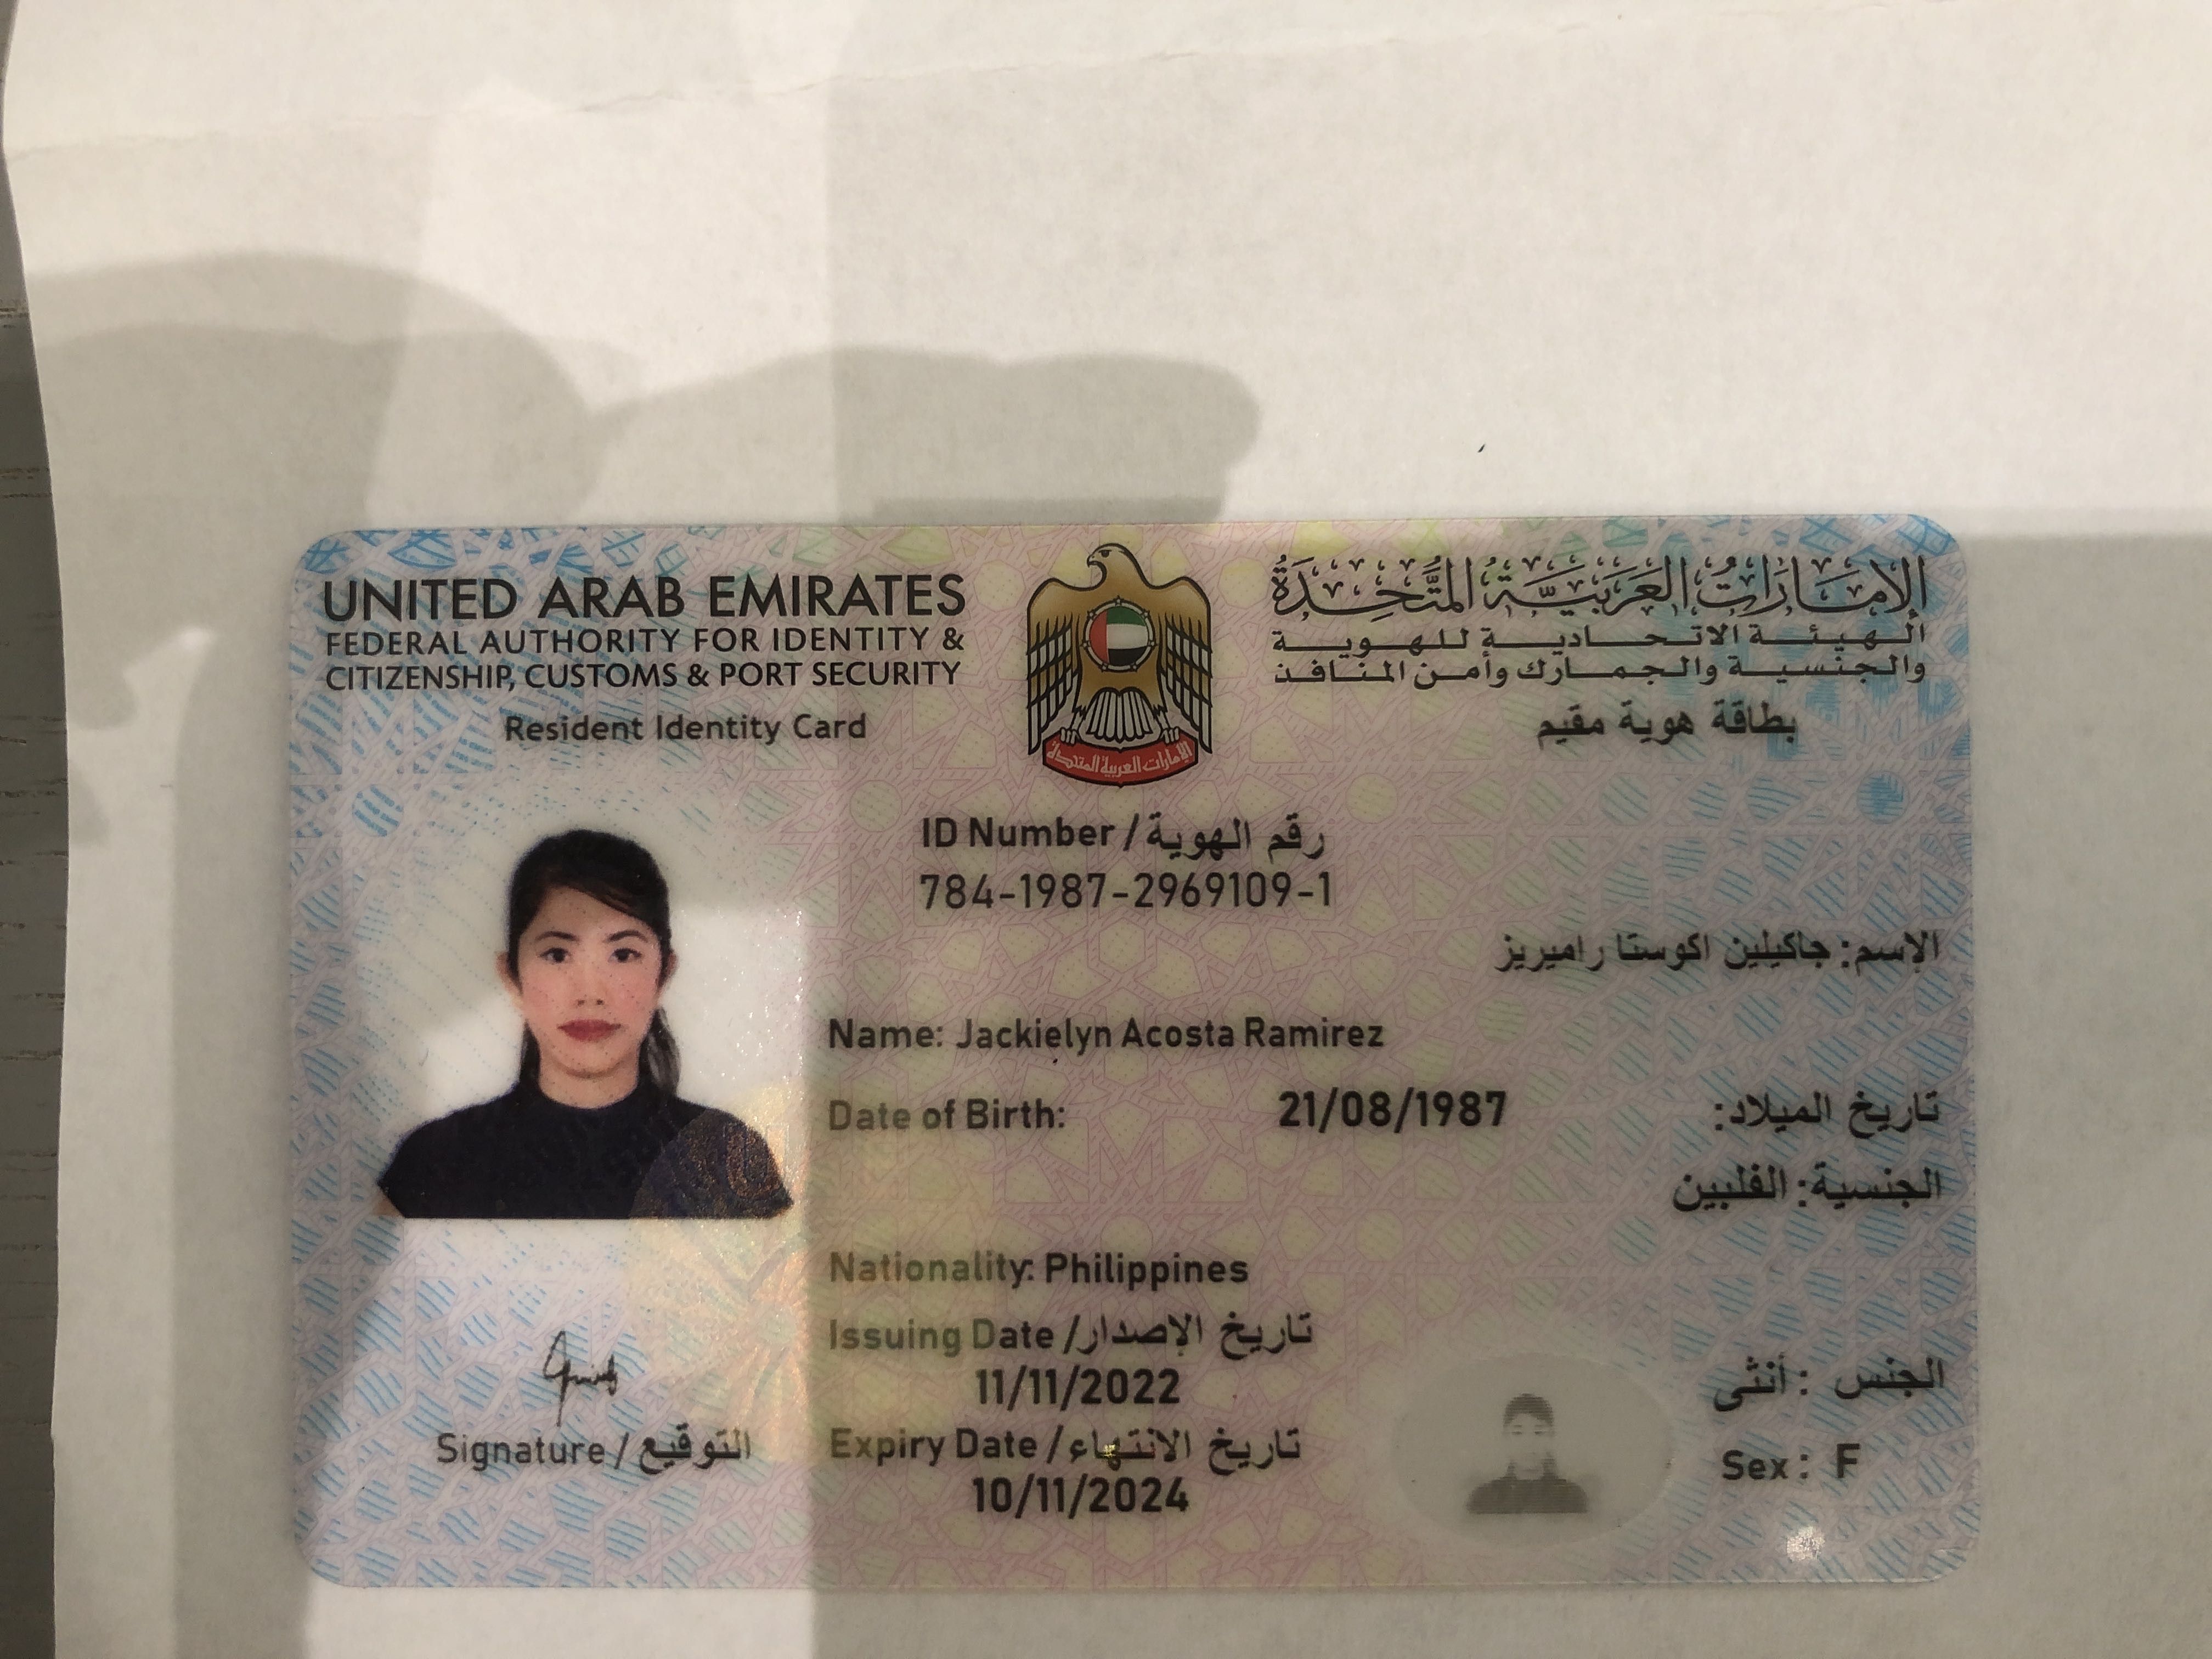 UNITED ARAB EMIRATES
FEDERAL AUTHORITY FOR IDENTITY &
CITIZENSHIP, CUSTOMS & PORT SECURITY
Resident Identity Card
الإمارات العربية المتحدة
الهيئة الاتحادية للهوية
والجنسية والجمارك وأمن المنافذ
بطاقة هوية مقيم
الإمارات العربية المتحدة
ID Number / رقم الهوية
784-1987-2969109-1
الاسم: جاكيلين اكوستا راميريز
Name: Jackielyn Acosta Ramirez
Date of Birth: 21/08/1987 تاريخ الميلاد:
الجنسية: الفلبين
Nationality: Philippines
Issuing Date / تاريخ الإصدار
11/11/2022
Expiry Date / تاريخ الانتهاء
10/11/2024
الجنس : أنثى
Sex : F
Signature / التوقيع